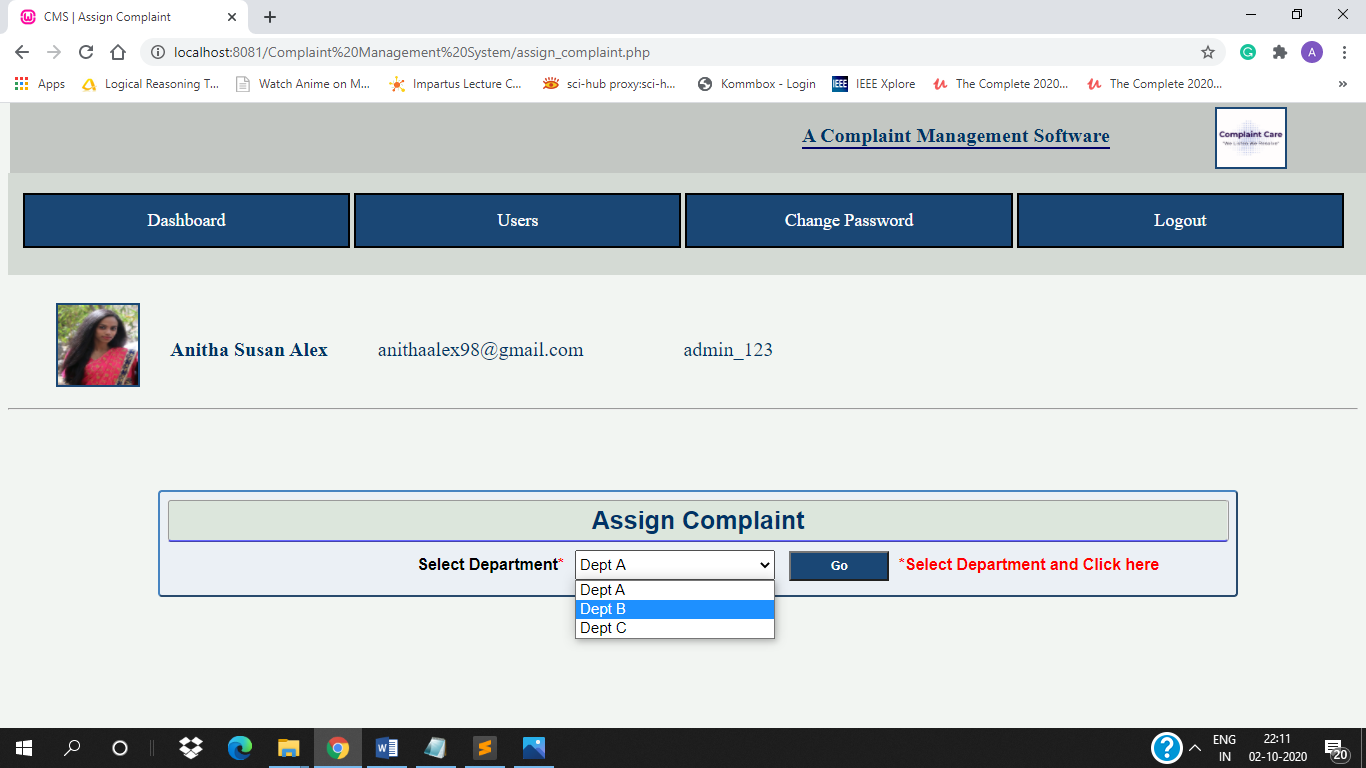 CMS | Assign Complaint
localhost:8081/Complaint%20Management%20System/assign_complaint.php
A
Apps Logical Reasoning T... Watch Anime on M... Impartus Lecture C... sci-hub proxy:sci-h... Kommbox - Login IEEE IEEE Xplore The Complete 2020... The Complete 2020... »
A Complaint Management Software
Complaint Care
"We Listen We Resolve"
Dashboard Users Change Password Logout
Anitha Susan Alex anithaalex98@gmail.com admin_123
Assign Complaint
Select Department* Dept A Go *Select Department and Click here
Dept A
Dept B
Dept C
ENG 22:11
IN 02-10-2020 20